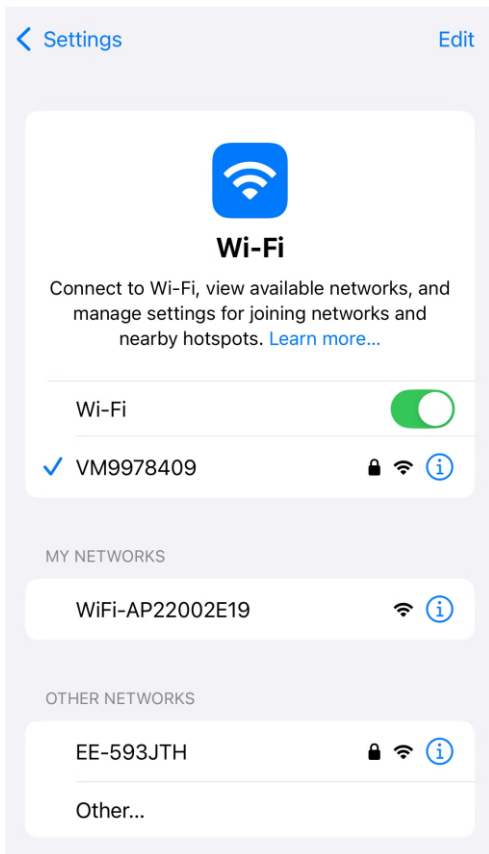 Settings
Edit
Wi-Fi
Connect to Wi-Fi, view available networks, and
manage settings for joining networks and
nearby hotspots. Learn more...
Wi-Fi
VM9978409
MY NETWORKS
WiFi-AP22002E19
OTHER NETWORKS
EE-593JTH
Other...